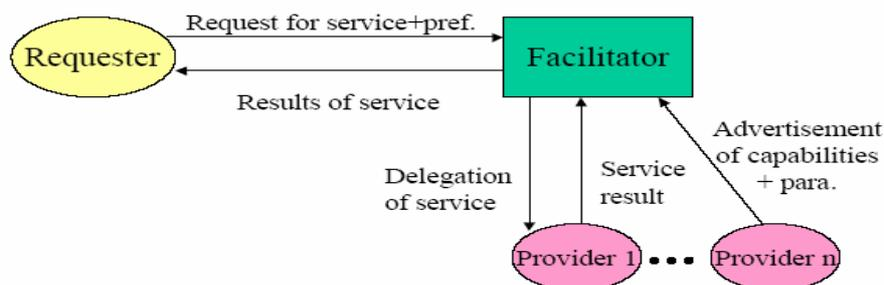 Request for service+pref.
Requester
Facilitator
Results of service
Delegation
of service
Service
result
Advertisement
of capabilities
+ para.
Provider 1
Provider n